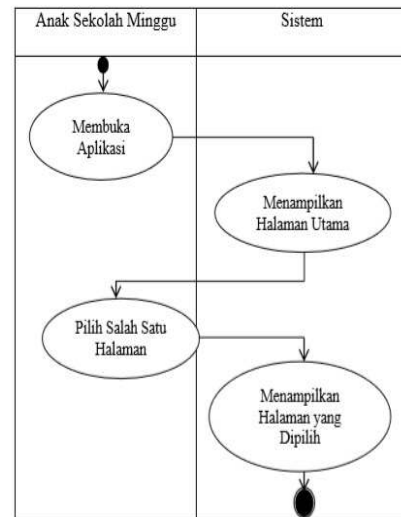 Anak Sekolah Minggu
Sistem
Membuka
Aplikasi
Menampilkan
Halaman Utama
Pilih Salah Satu
Halaman
Menampilkan
Halaman yang
Dipilih